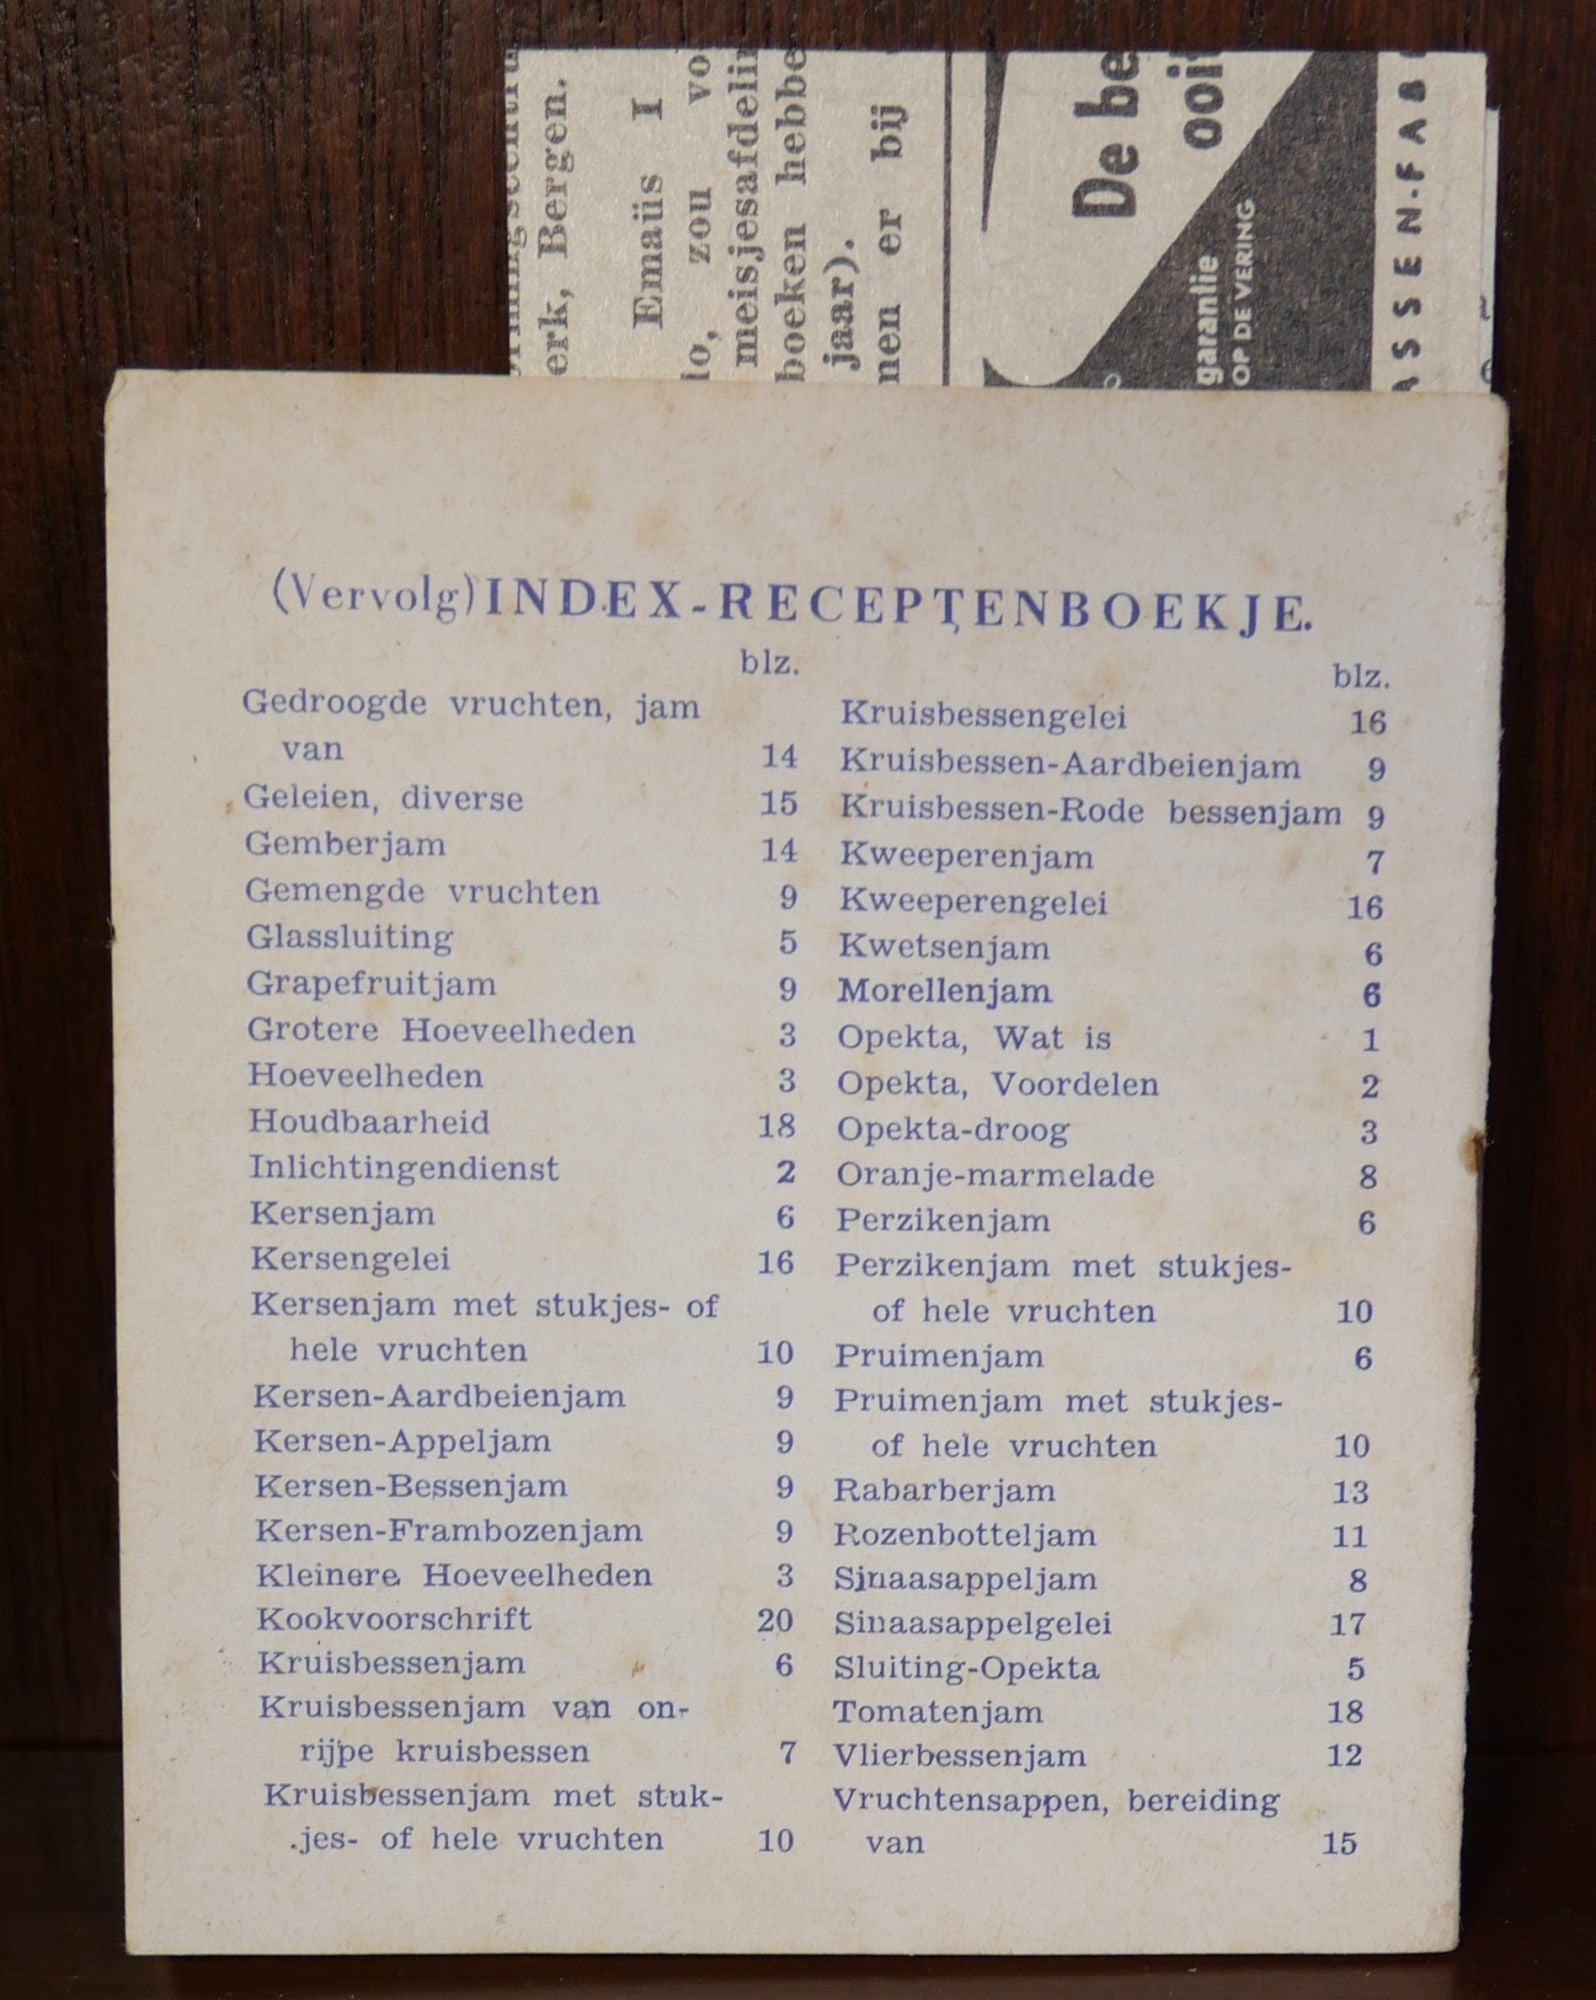 erk, Bergen.
Emaüs I
lo, zou vo
meisjesafdelin
boeken hebbe
jaar).
nen er bij
De be
ooi
garantie
OP DE VERING
ASSEN-FAB
(Vervolg) INDEX-RECEPTENBOEKJE.
blz.
Gedroogde vruchten, jam
van 14
Geleien, diverse 15
Gemberjam 14
Gemengde vruchten 9
Glassluiting 5
Grapefruitjam 9
Grotere Hoeveelheden 3
Hoeveelheden 3
Houdbaarheid 18
Inlichtingendienst 2
Kersenjam 6
Kersengelei 16
Kersenjam met stukjes- of
hele vruchten 10
Kersen-Aardbeienjam 9
Kersen-Appeljam 9
Kersen-Bessenjam 9
Kersen-Frambozenjam 9
Kleinere Hoeveelheden 3
Kookvoorschrift 20
Kruisbessenjam 6
Kruisbessenjam van on-
rijpe kruisbessen 7
Kruisbessenjam met stuk-
jes- of hele vruchten 10
blz.
Kruisbessengelei 16
Kruisbessen-Aardbeienjam 9
Kruisbessen-Rode bessenjam 9
Kweeperenjam 7
Kweeperengelei 16
Kwetsenjam 6
Morellenjam 6
Opekta, Wat is 1
Opekta, Voordelen 2
Opekta-droog 3
Oranje-marmelade 8
Perzikenjam 6
Perzikenjam met stukjes-
of hele vruchten 10
Pruimenjam 6
Pruimenjam met stukjes-
of hele vruchten 10
Rabarberjam 13
Rozenbotteljam 11
Sinaasappeljam 8
Sinaasappelgelei 17
Sluiting-Opekta 5
Tomatenjam 18
Vlierbessenjam 12
Vruchtensappen, bereiding
van 15